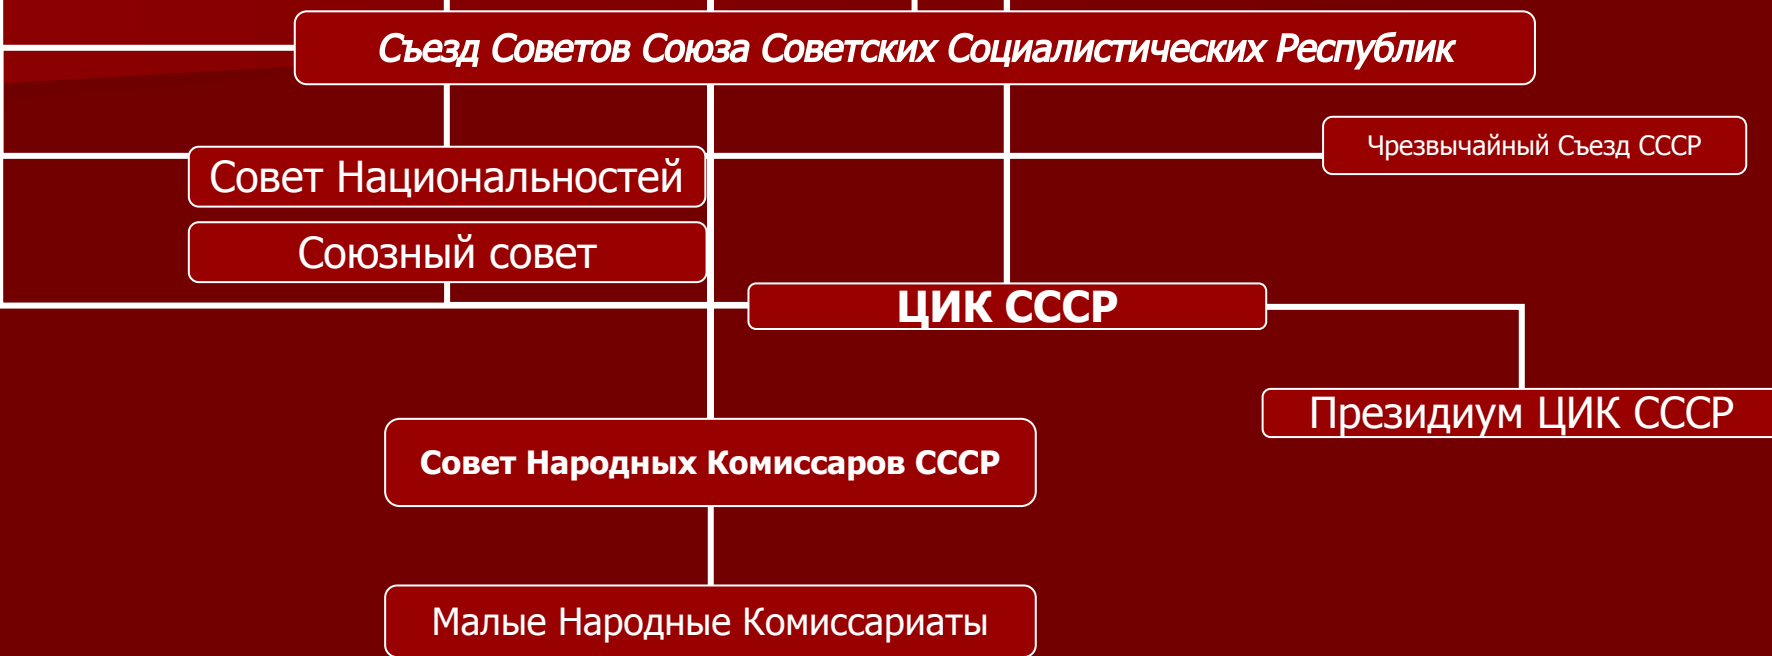 Съезд Советов Союза Советских Социалистических Республик
Чрезвычайный Съезд СССР
Совет Национальностей
Союзный совет
ЦИК СССР
Президиум ЦИК СССР
Совет Народных Комиссаров СССР
Малые Народные Комиссариаты